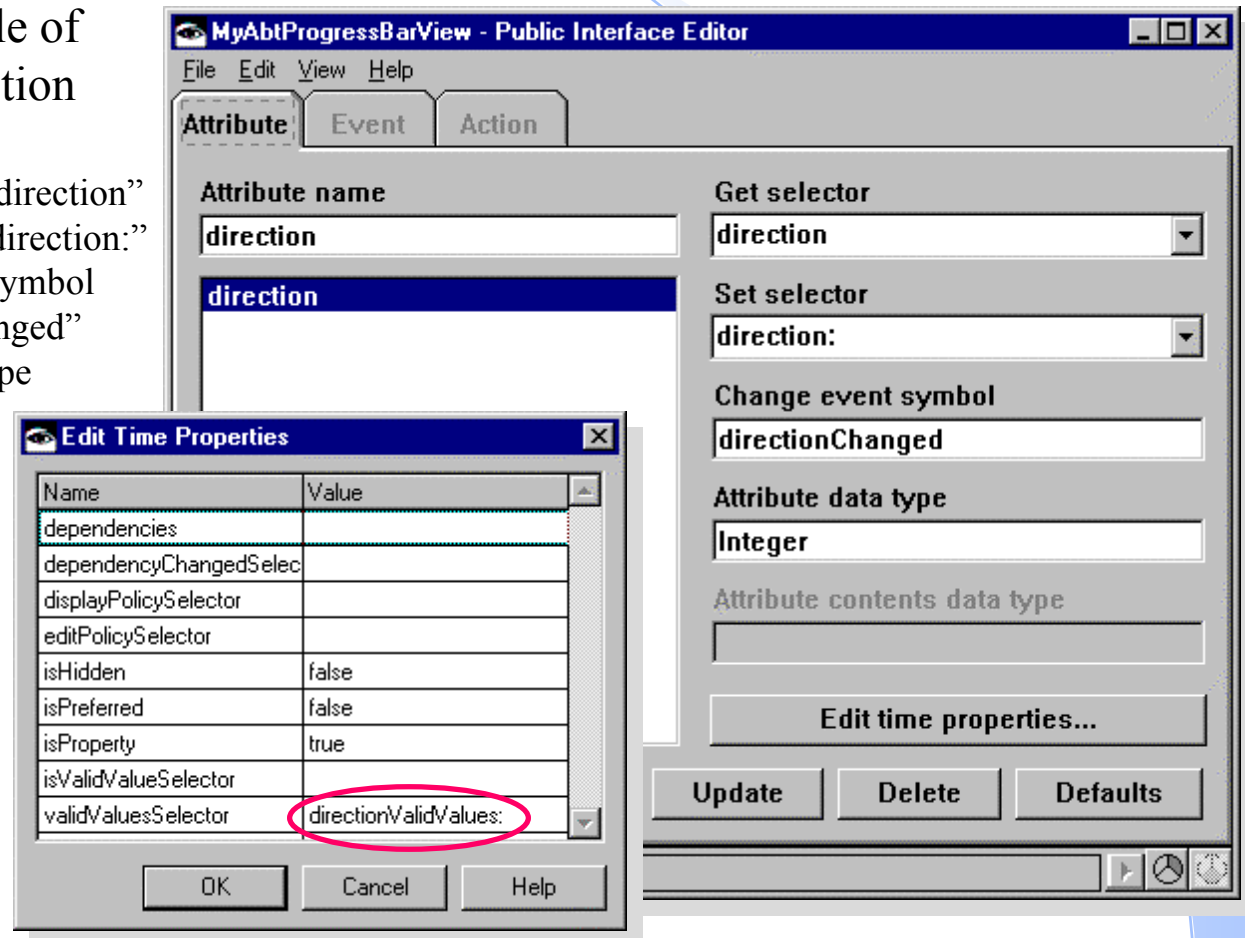 le of
tion
direction”
direction:”
ymbol
nged”
pe
MyAbtProgressBarView - Public Interface Editor
File Edit View Help
Attribute Event Action
Attribute name
direction
direction
Get selector
direction
Set selector
direction:
Change event symbol
directionChanged
Attribute data type
Integer
Attribute contents data type
Edit time properties...
Update Delete Defaults
Edit Time Properties
Name Value
dependencies
dependencyChangedSelec
displayPolicySelector
editPolicySelector
isHidden false
isPreferred false
isProperty true
isValidValueSelector
validValuesSelector directionValidValues:
OK Cancel Help